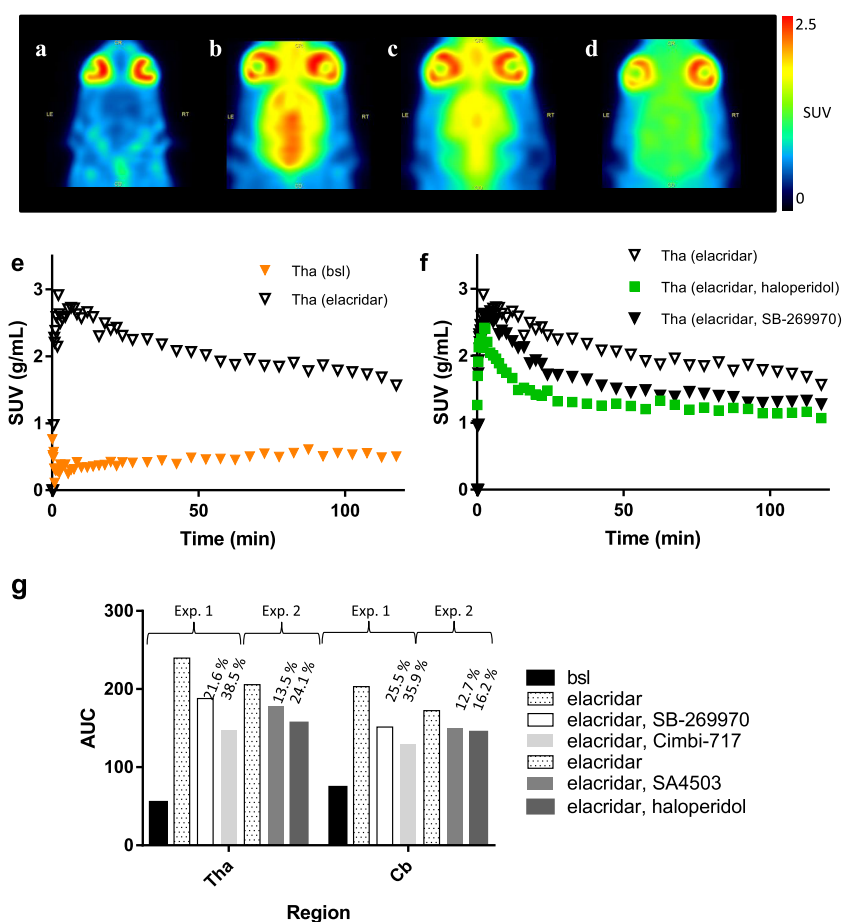 a b c d
2.5
SUV
0
LE RT LE RT LE RT
e
Tha (bsl)
Tha (elacridar)
SUV (g/mL)
3
2
1
0
0 50 100
Time (min)
f
Tha (elacridar)
Tha (elacridar, haloperidol)
Tha (elacridar, SB-269970)
SUV (g/mL)
3
2
1
0
0 50 100
Time (min)
g
Exp. 1 Exp. 2 Exp. 1 Exp. 2
21.6 %
38.5 %
13.5 %
24.1 %
25.5 %
35.9 %
12.7 %
16.2 %
AUC
300
200
100
0
Tha Cb
Region
bsl
elacridar
elacridar, SB-269970
elacridar, Cimbi-717
elacridar
elacridar, SA4503
elacridar, haloperidol